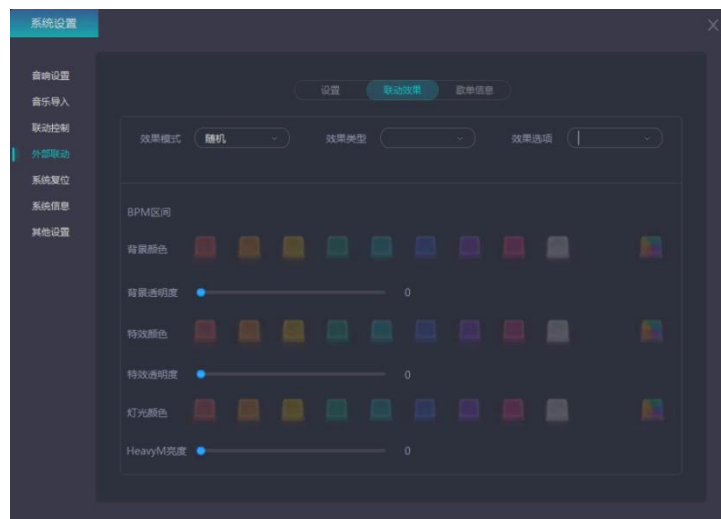 系统设置
音响设置
音乐导入
联动控制
外部联动
系统复位
系统信息
其他设置
设置 联动效果 歌单信息
效果模式 随机 效果类型 效果选项
BPM区间
背景颜色
背景透明度 0
特效颜色
特效透明度 0
灯光颜色
HeavyM亮度 0